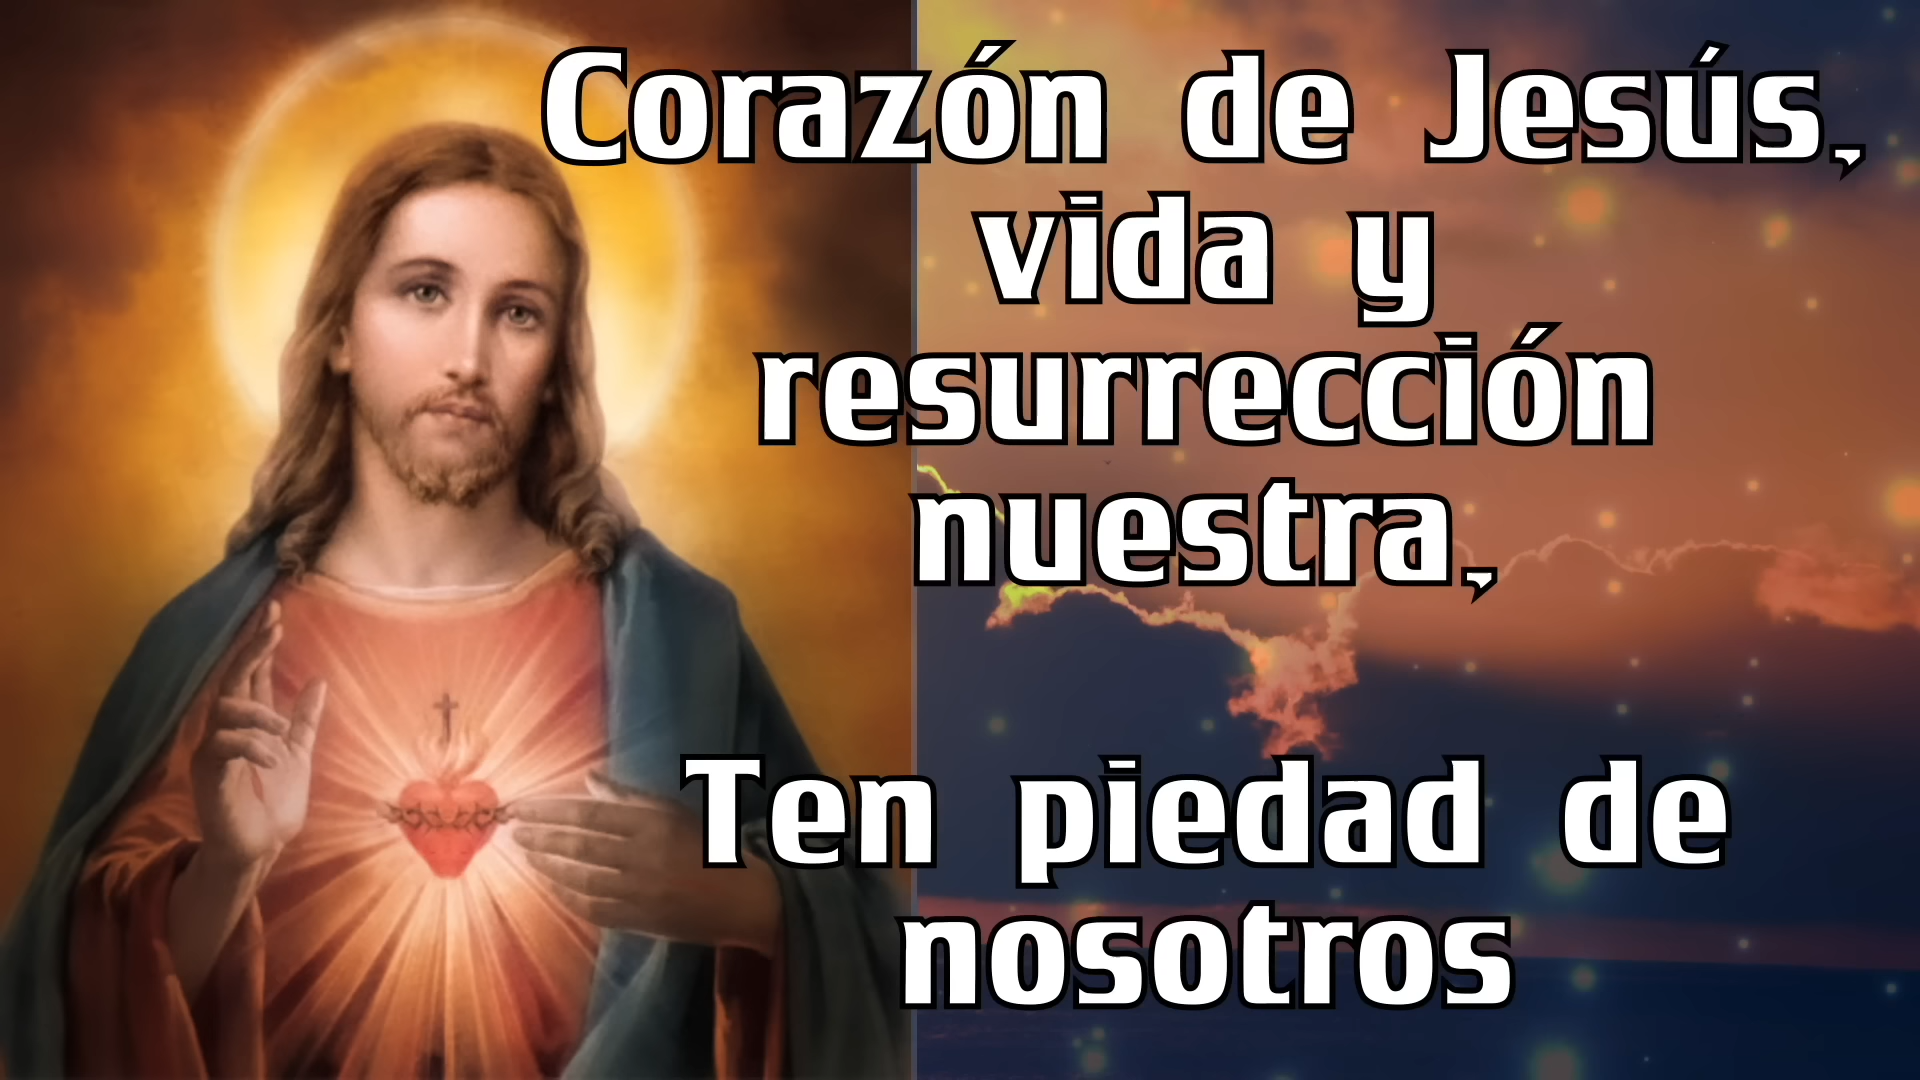 Corazón de Jesús,
vida y
resurrección
nuestra,
Ten piedad de
nosotros